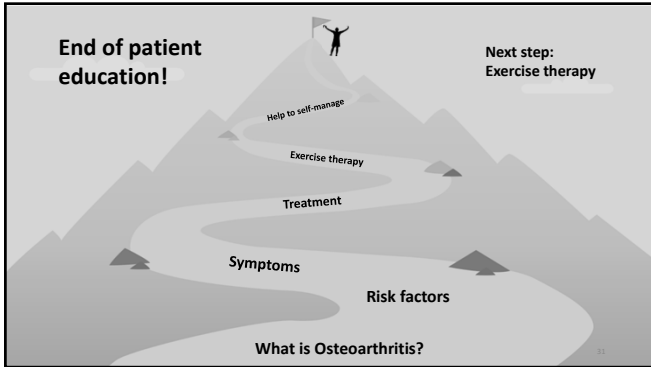 End of patient
education!
Next step:
Exercise therapy
Help to self-manage
Exercise therapy
Treatment
Symptoms
Risk factors
What is Osteoarthritis?
31